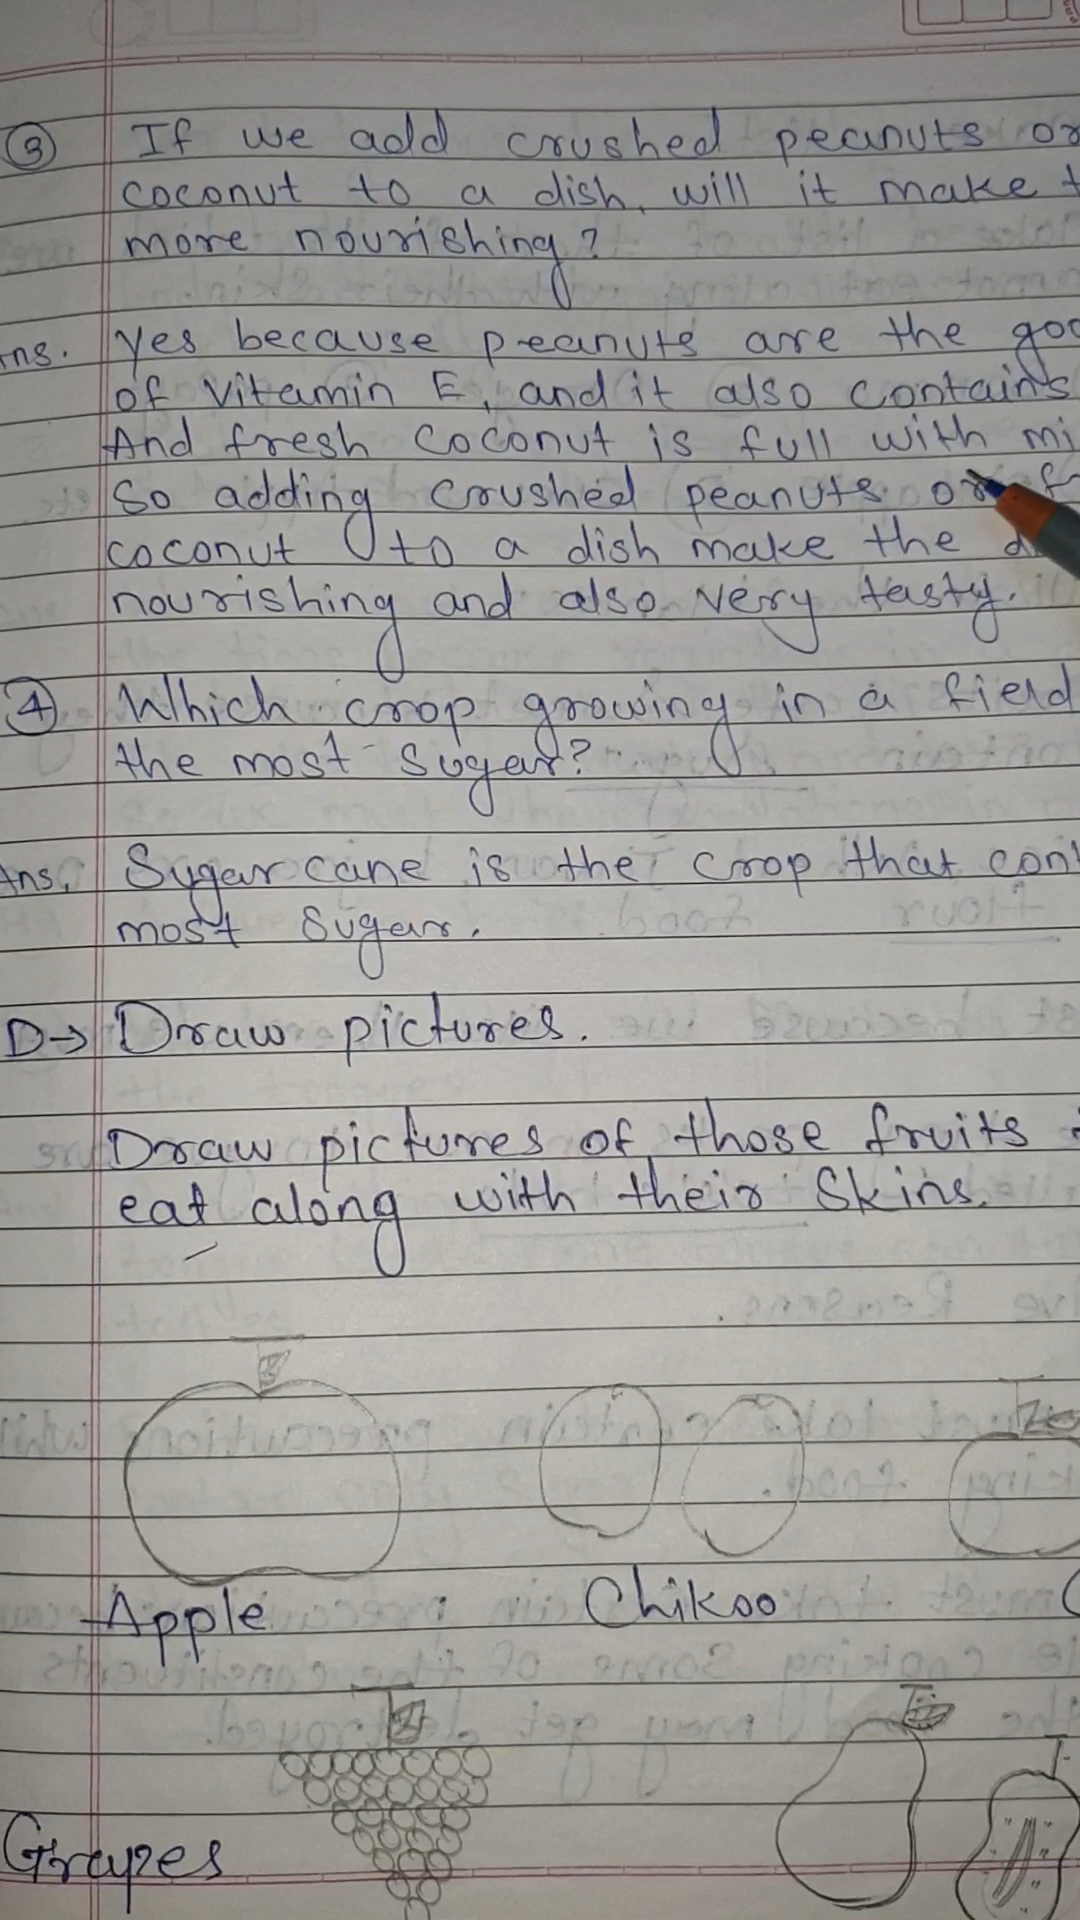 ③ If we add crushed peanuts or
coconut to a dish, will it make t
more nourishing?
Ans. Yes because peanuts are the goo
of vitamin E, and it also contains
And fresh coconut is full with mi
So adding crushed peanuts or f
coconut to a dish make the d
nourishing and also very tasty.
④ Which crop growing in a field
the most sugar?
Ans. Sugarcane is the crop that cont
most sugar.
D→ Draw pictures.
Draw pictures of those fruits
eat along with their skins.
Apple Chikoo
Grapes